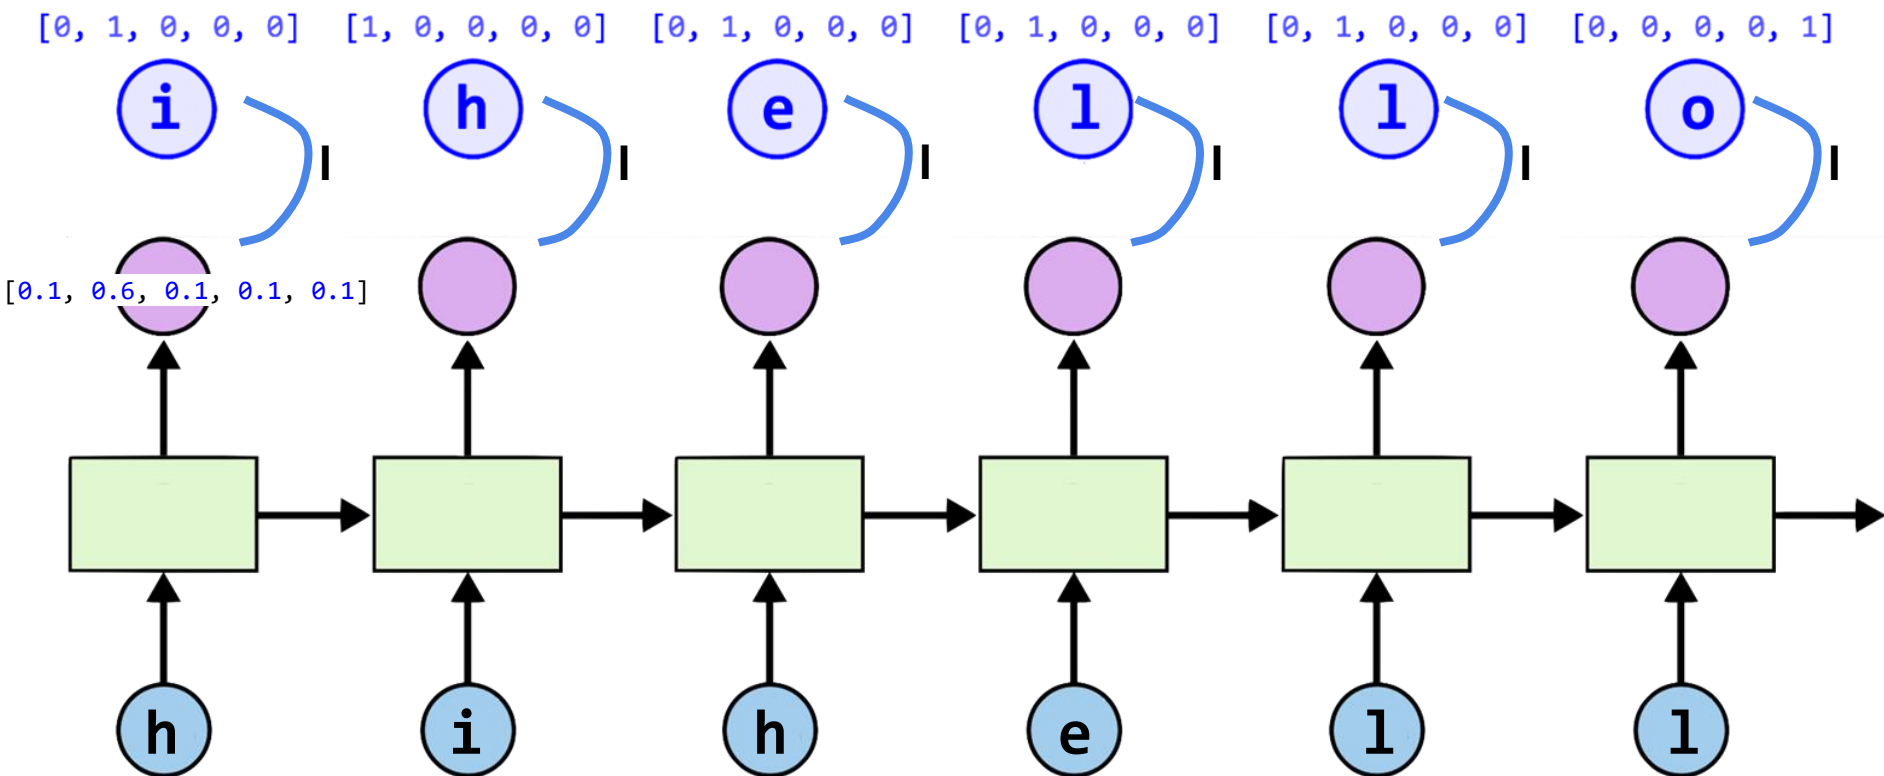 [0, 1, 0, 0, 0] [1, 0, 0, 0, 0] [0, 1, 0, 0, 0] [0, 1, 0, 0, 0] [0, 1, 0, 0, 0] [0, 0, 0, 0, 1]
i h e l l o
l l l l l l
[0.1, 0.6, 0.1, 0.1, 0.1]
h i h e l l